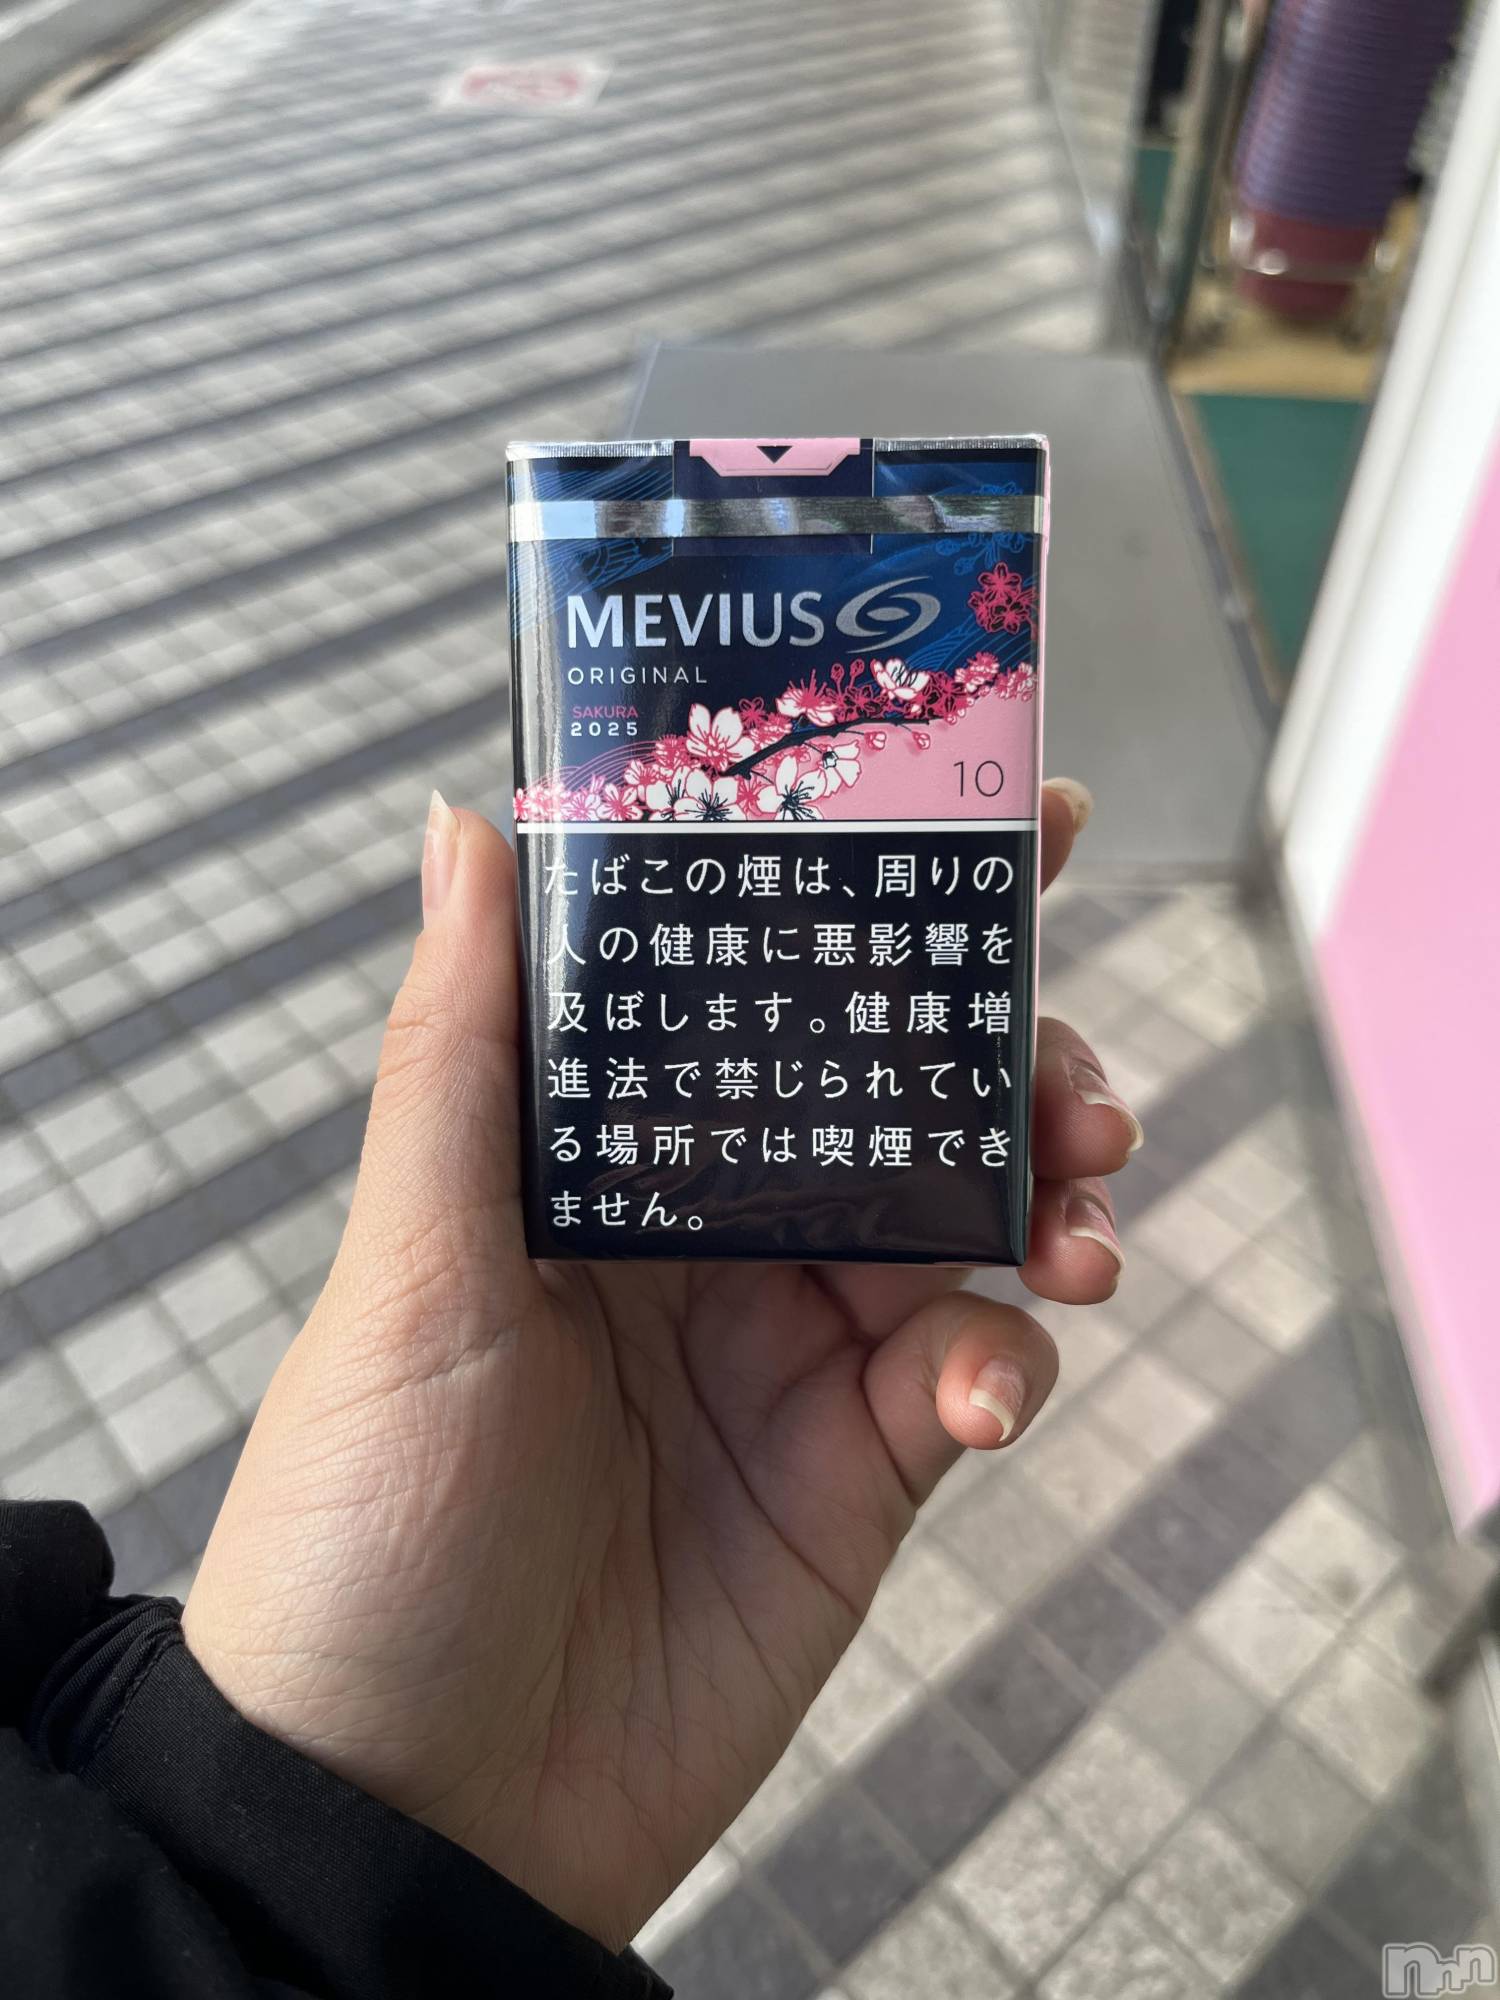 MEVIUS
ORIGINAL
SAKURA
2025
10
たばこの煙は、周りの
人の健康に悪影響を
及ぼします。健康増
進法で禁じられてい
る場所では喫煙でき
ません。